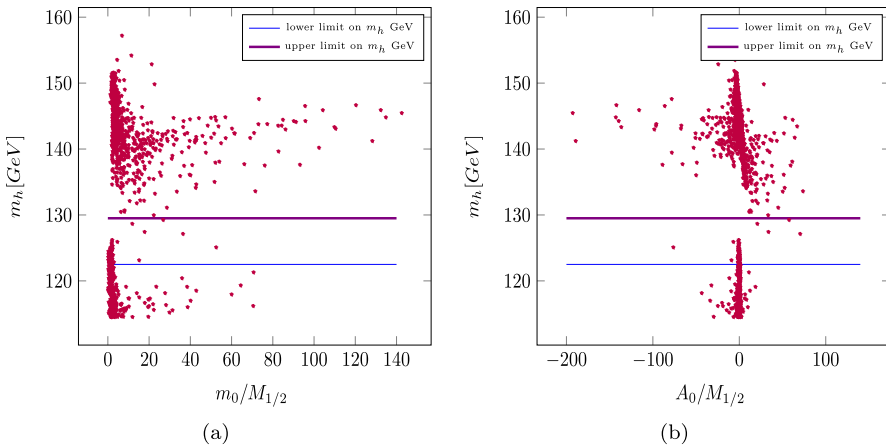 lower limit on m_h GeV
upper limit on m_h GeV
160
150
140
130
120
m_h[GeV]
0 20 40 60 80 100 120 140
m_0/M_{1/2}
(a)
lower limit on m_h GeV
upper limit on m_h GeV
160
150
140
130
120
m_h[GeV]
−200 −100 0 100
A_0/M_{1/2}
(b)